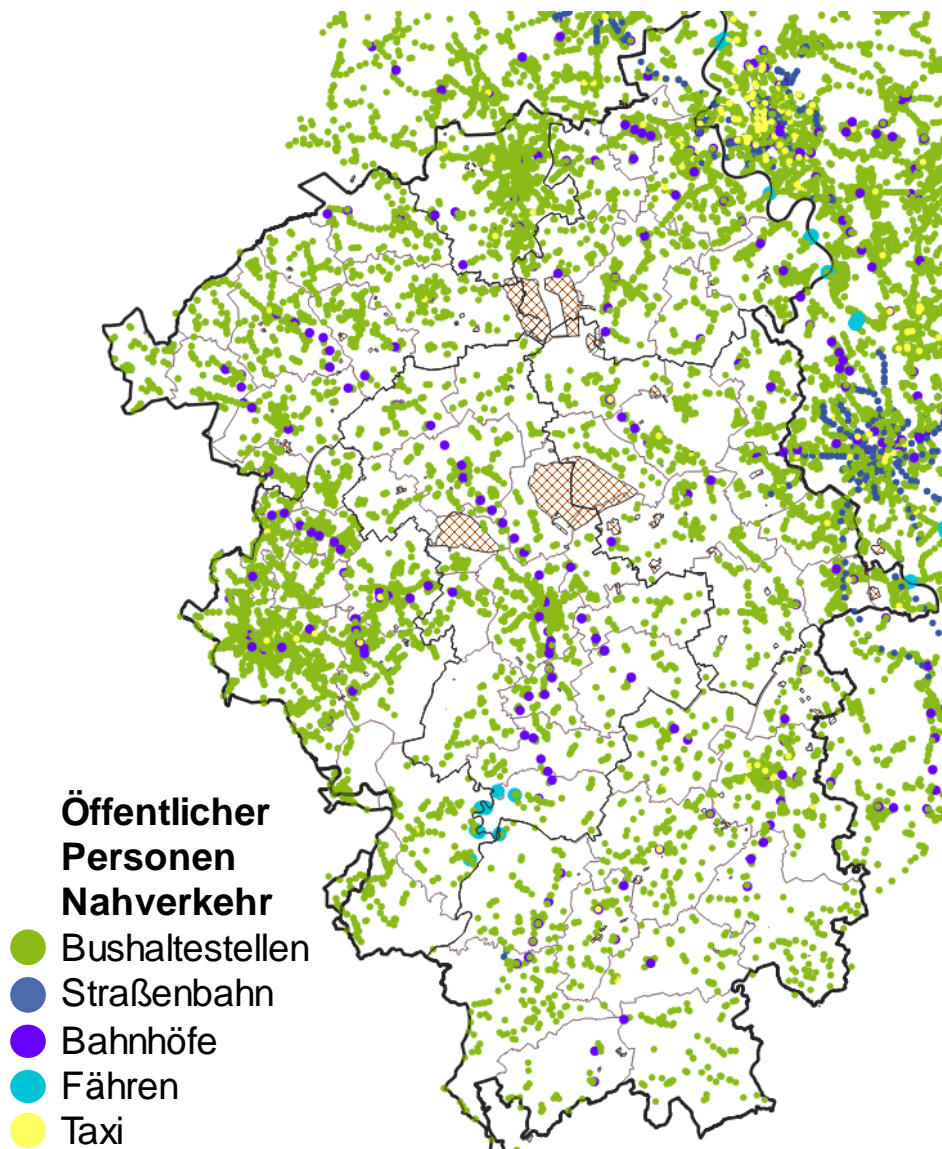 Öffentlicher
Personen
Nahverkehr
Bushaltestellen
Straßenbahn
Bahnhöfe
Fähren
Taxi